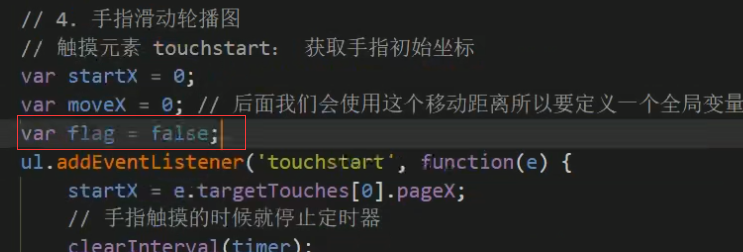 // 4. 手指滑动轮播图
// 触摸元素 touchstart: 获取手指初始坐标
var startX = 0;
var moveX = 0; // 后面我们会使用这个移动距离所以要定义一个全局变量
var flag = false;
ul.addEventListener('touchstart', function(e) {
startX = e.targetTouches[0].pageX;
// 手指触摸的时候就停止定时器
clearInterval(timer);